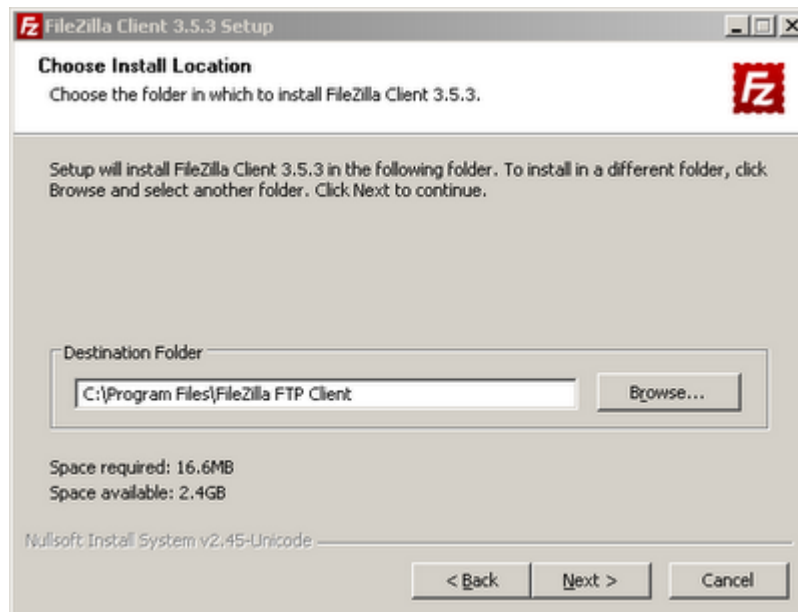 FileZilla Client 3.5.3 Setup
Choose Install Location
Choose the folder in which to install FileZilla Client 3.5.3.
Fz
Setup will install FileZilla Client 3.5.3 in the following folder. To install in a different folder, click
Browse and select another folder. Click Next to continue.
Destination Folder
C:\Program Files\FileZilla FTP Client
Browse...
Space required: 16.6MB
Space available: 2.4GB
Nullsoft Install System v2.45-Unicode
< Back
Next >
Cancel